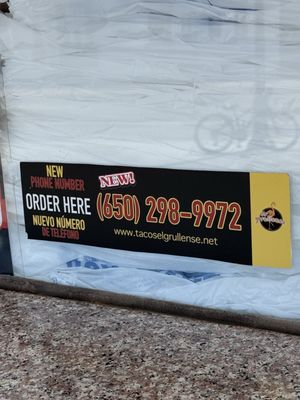 NEW
PHONE NUMBER
ORDER HERE
NUEVO NÚMERO
DE TELÉFONO
NEW!
(650) 298-9972
www.tacoselgrullense.net